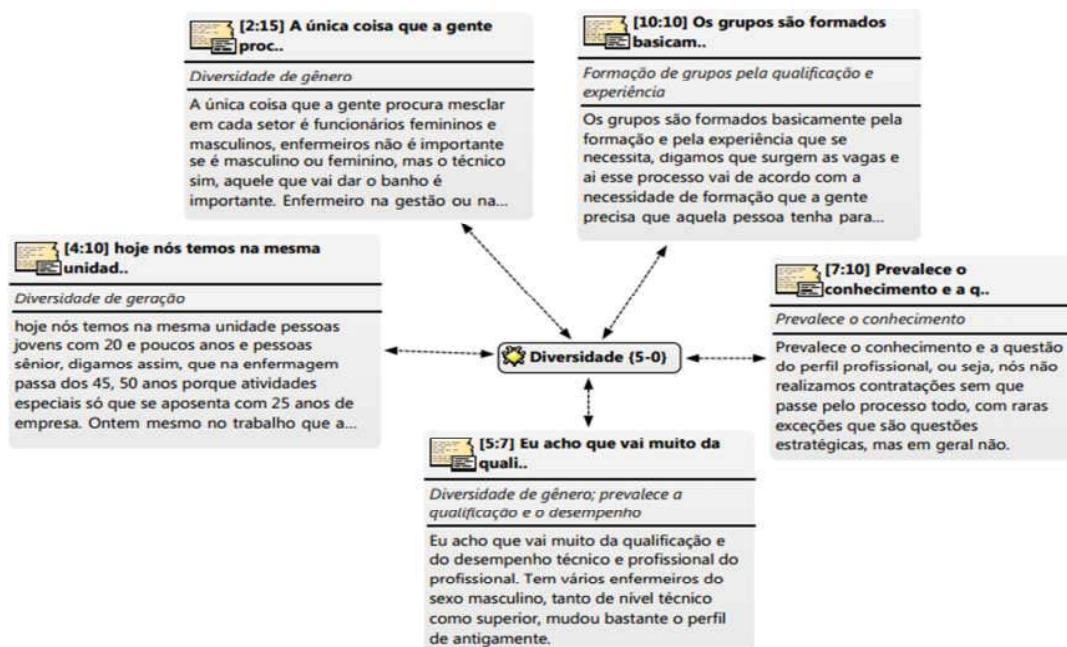 [2:15] A única coisa que a gente
proc..
Diversidade de gênero
A única coisa que a gente procura mesclar
em cada setor é funcionários femininos e
masculinos, enfermeiros não é importante
se é masculino ou feminino, mas o técnico
sim, aquele que vai dar o banho é
importante. Enfermeiro na gestão ou na...
[10:10] Os grupos são formados
basicam..
Formação de grupos pela qualificação e
experiência
Os grupos são formados basicamente pela
formação e pela experiência que se
necessita, digamos que surgem as vagas e
ai esse processo vai de acordo com a
necessidade de formação que a gente
precisa que aquela pessoa tenha para...
[4:10] hoje nós temos na mesma
unidad..
Diversidade de geração
hoje nós temos na mesma unidade pessoas
jovens com 20 e poucos anos e pessoas
sênior, digamos assim, que na enfermagem
passa dos 45, 50 anos porque atividades
especiais só que se aposenta com 25 anos de
empresa. Ontem mesmo no trabalho que a...
Diversidade {5-0}
[7:10] Prevalece o
conhecimento e a q..
Prevalece o conhecimento
Prevalece o conhecimento e a questão
do perfil profissional, ou seja, nós não
realizamos contratações sem que
passe pelo processo todo, com raras
exceções que são questões
estratégicas, mas em geral não.
[5:7] Eu acho que vai muito da
quali..
Diversidade de gênero; prevalece a
qualificação e o desempenho
Eu acho que vai muito da qualificação e
do desempenho técnico e profissional do
profissional. Tem vários enfermeiros do
sexo masculino, tanto de nível técnico
como superior, mudou bastante o perfil
de antigamente.